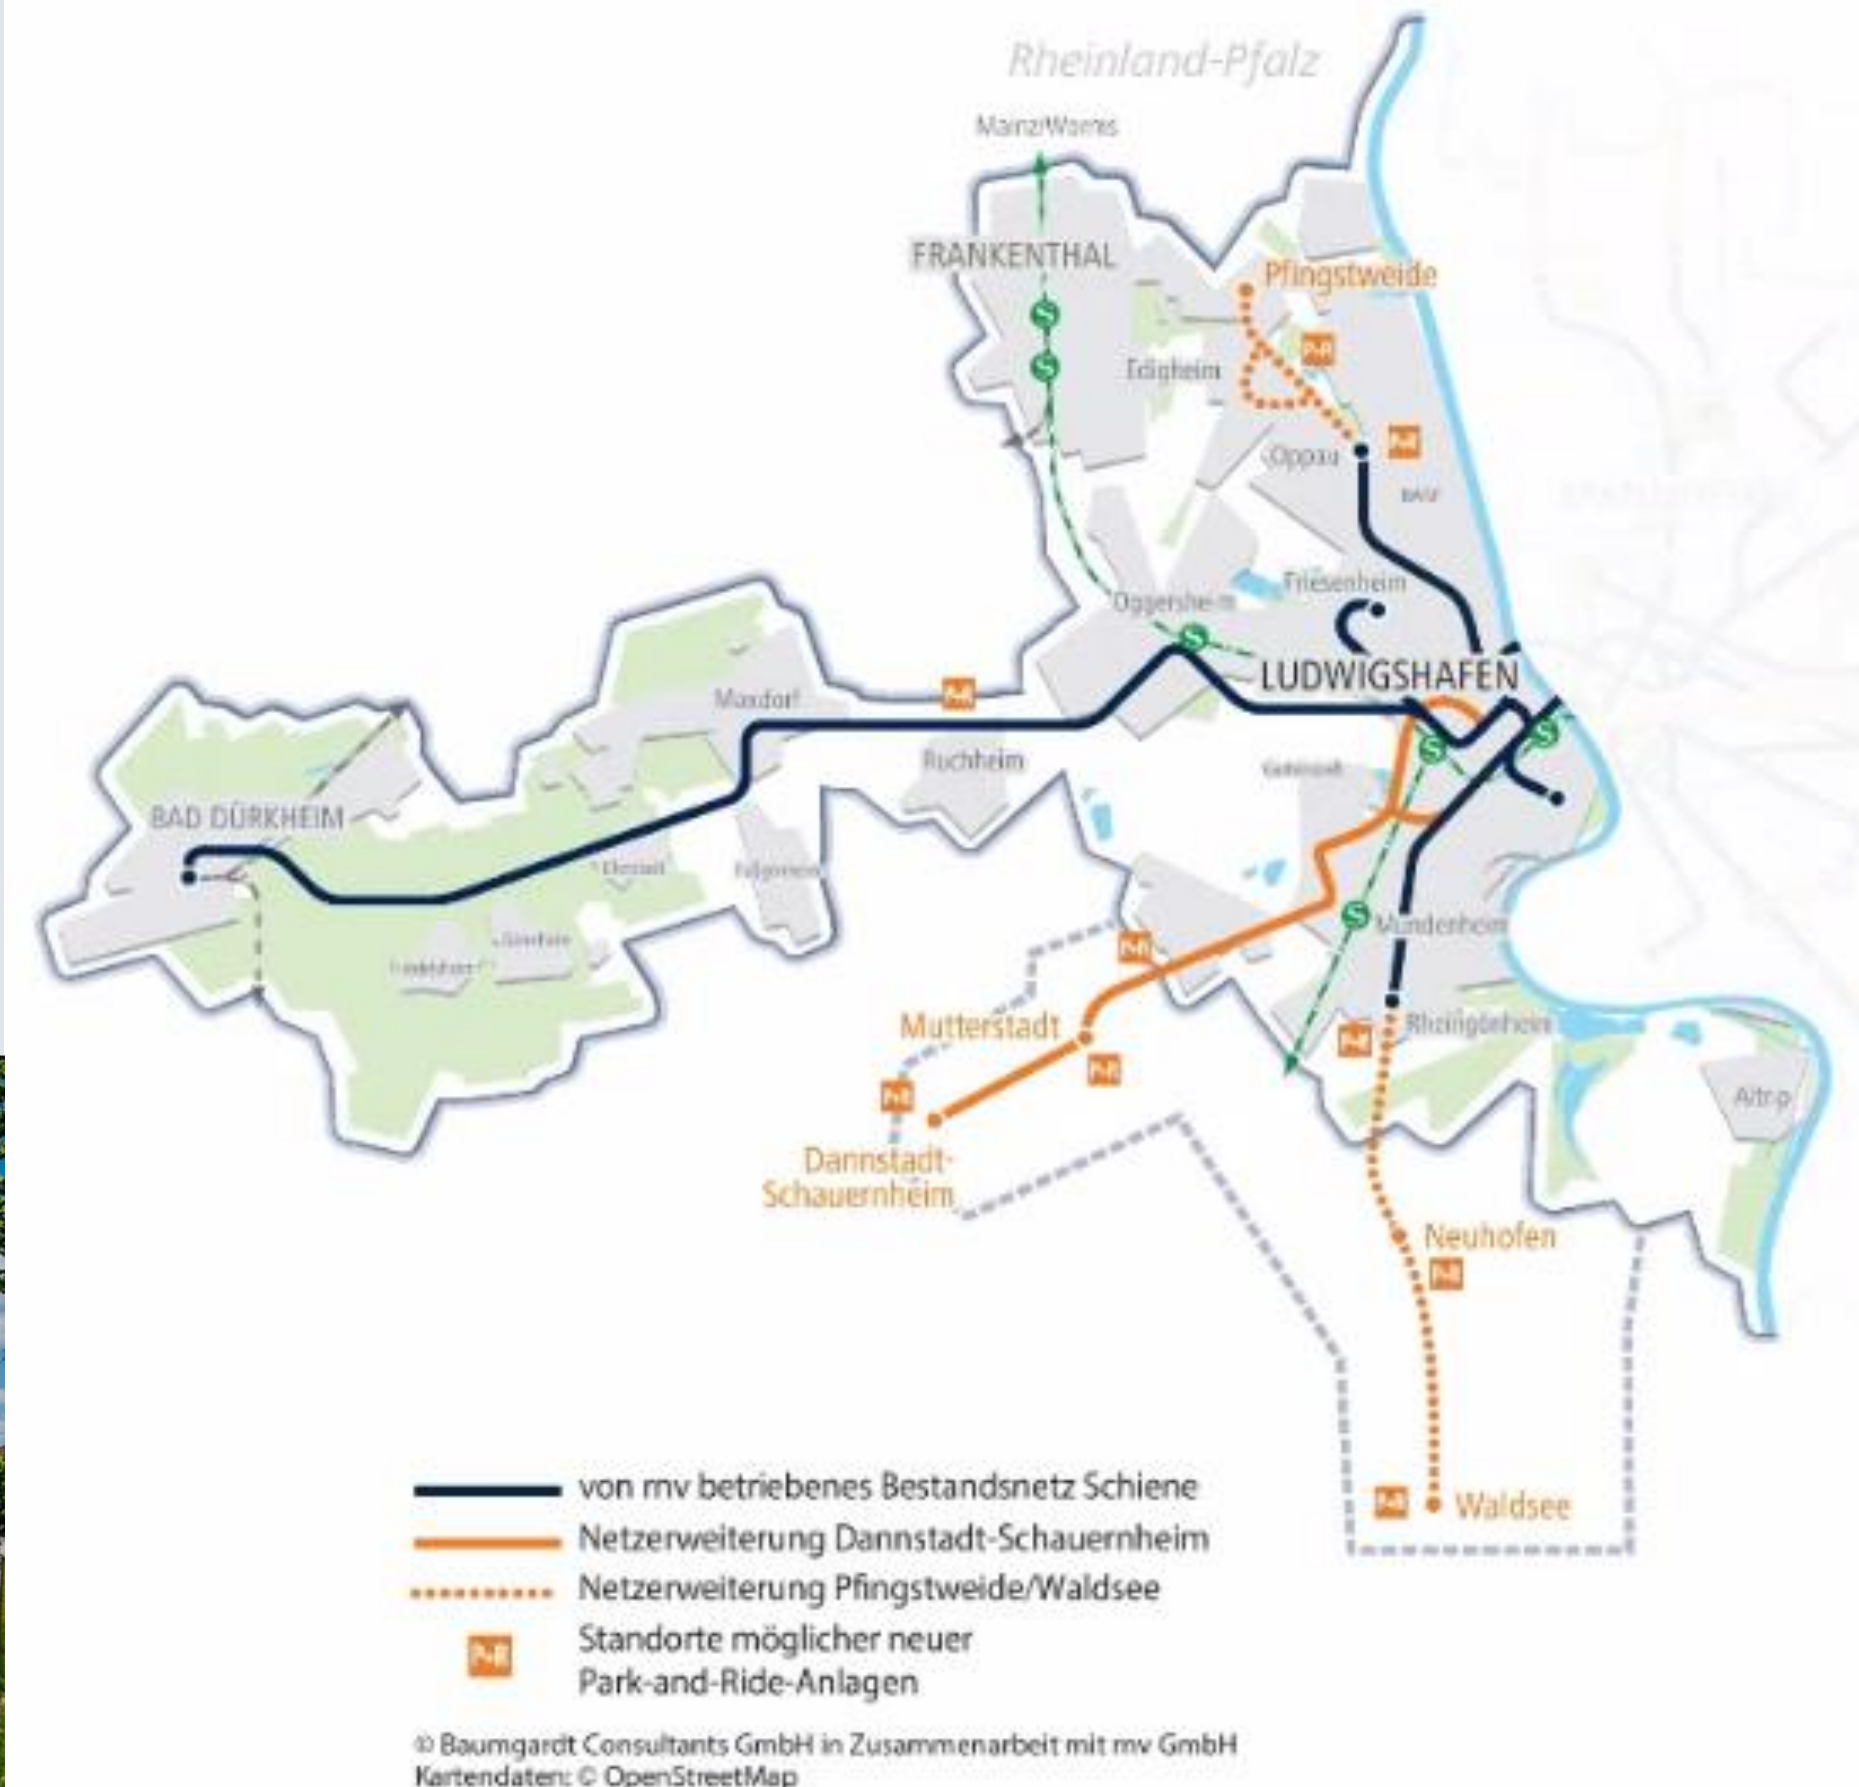 Rheinland-Pfalz
Mainz/Worms
FRANKENTHAL
Pfingstweide
P+R
Edigheim
P+R
Oppau
BASF
Friesenheim
Oggersheim
S
S
S
LUDWIGSHAFEN
P+R
Maxdorf
Ruchheim
S
S
BAD DÜRKHEIM
Ellerstadt
S
Mundenheim
P+R
Mutterstadt
P+R
Rheingönheim
P+R
P+R
Altrip
Dannstadt-
Schauernheim
Neuhofen
P+R
P+R
Waldsee
von rnv betriebenes Bestandsnetz Schiene
Netzerweiterung Dannstadt-Schauernheim
Netzerweiterung Pfingstweide/Waldsee
P+R
Standorte möglicher neuer
Park-and-Ride-Anlagen
© Baumgardt Consultants GmbH in Zusammenarbeit mit rnv GmbH
Kartendaten: © OpenStreetMap